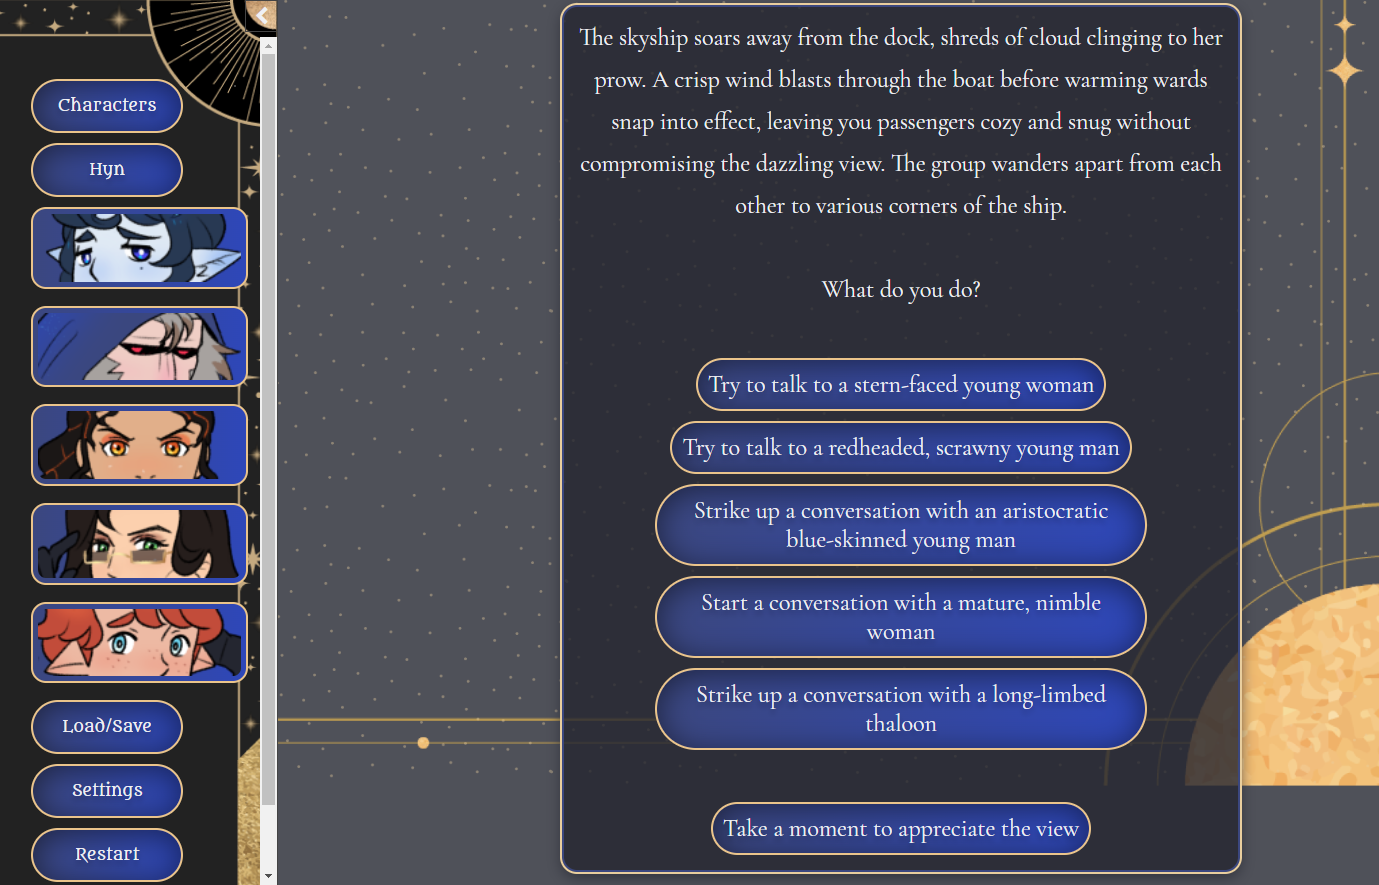 Characters
Hyn
Load/Save
Settings
Restart
The skyship soars away from the dock, shreds of cloud clinging to her
prow. A crisp wind blasts through the boat before warming wards
snap into effect, leaving you passengers cozy and snug without
compromising the dazzling view. The group wanders apart from each
other to various corners of the ship.
What do you do?
Try to talk to a stern-faced young woman
Try to talk to a redheaded, scrawny young man
Strike up a conversation with an aristocratic
blue-skinned young man
Start a conversation with a mature, nimble
woman
Strike up a conversation with a long-limbed
thaloon
Take a moment to appreciate the view